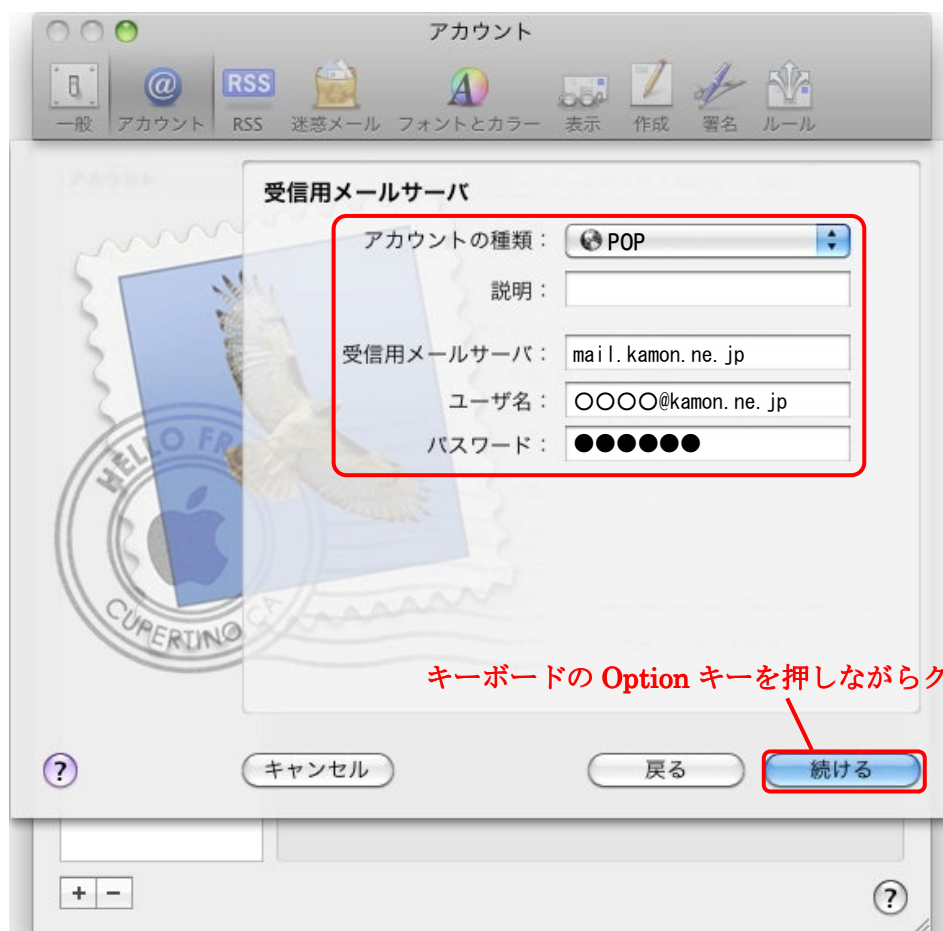 アカウント
RSS
一般 アカウント RSS 迷惑メール フォントとカラー 表示 作成 署名 ルール
受信用メールサーバ
アカウントの種類： POP
説明：
受信用メールサーバ： mail.kamon.ne.jp
ユーザ名： 〇〇〇〇@kamon.ne.jp
パスワード： ●●●●●●
HELLO FR
CUPERTINO CA
キーボードの Option キーを押しながらク
? キャンセル 戻る 続ける
+ − ?